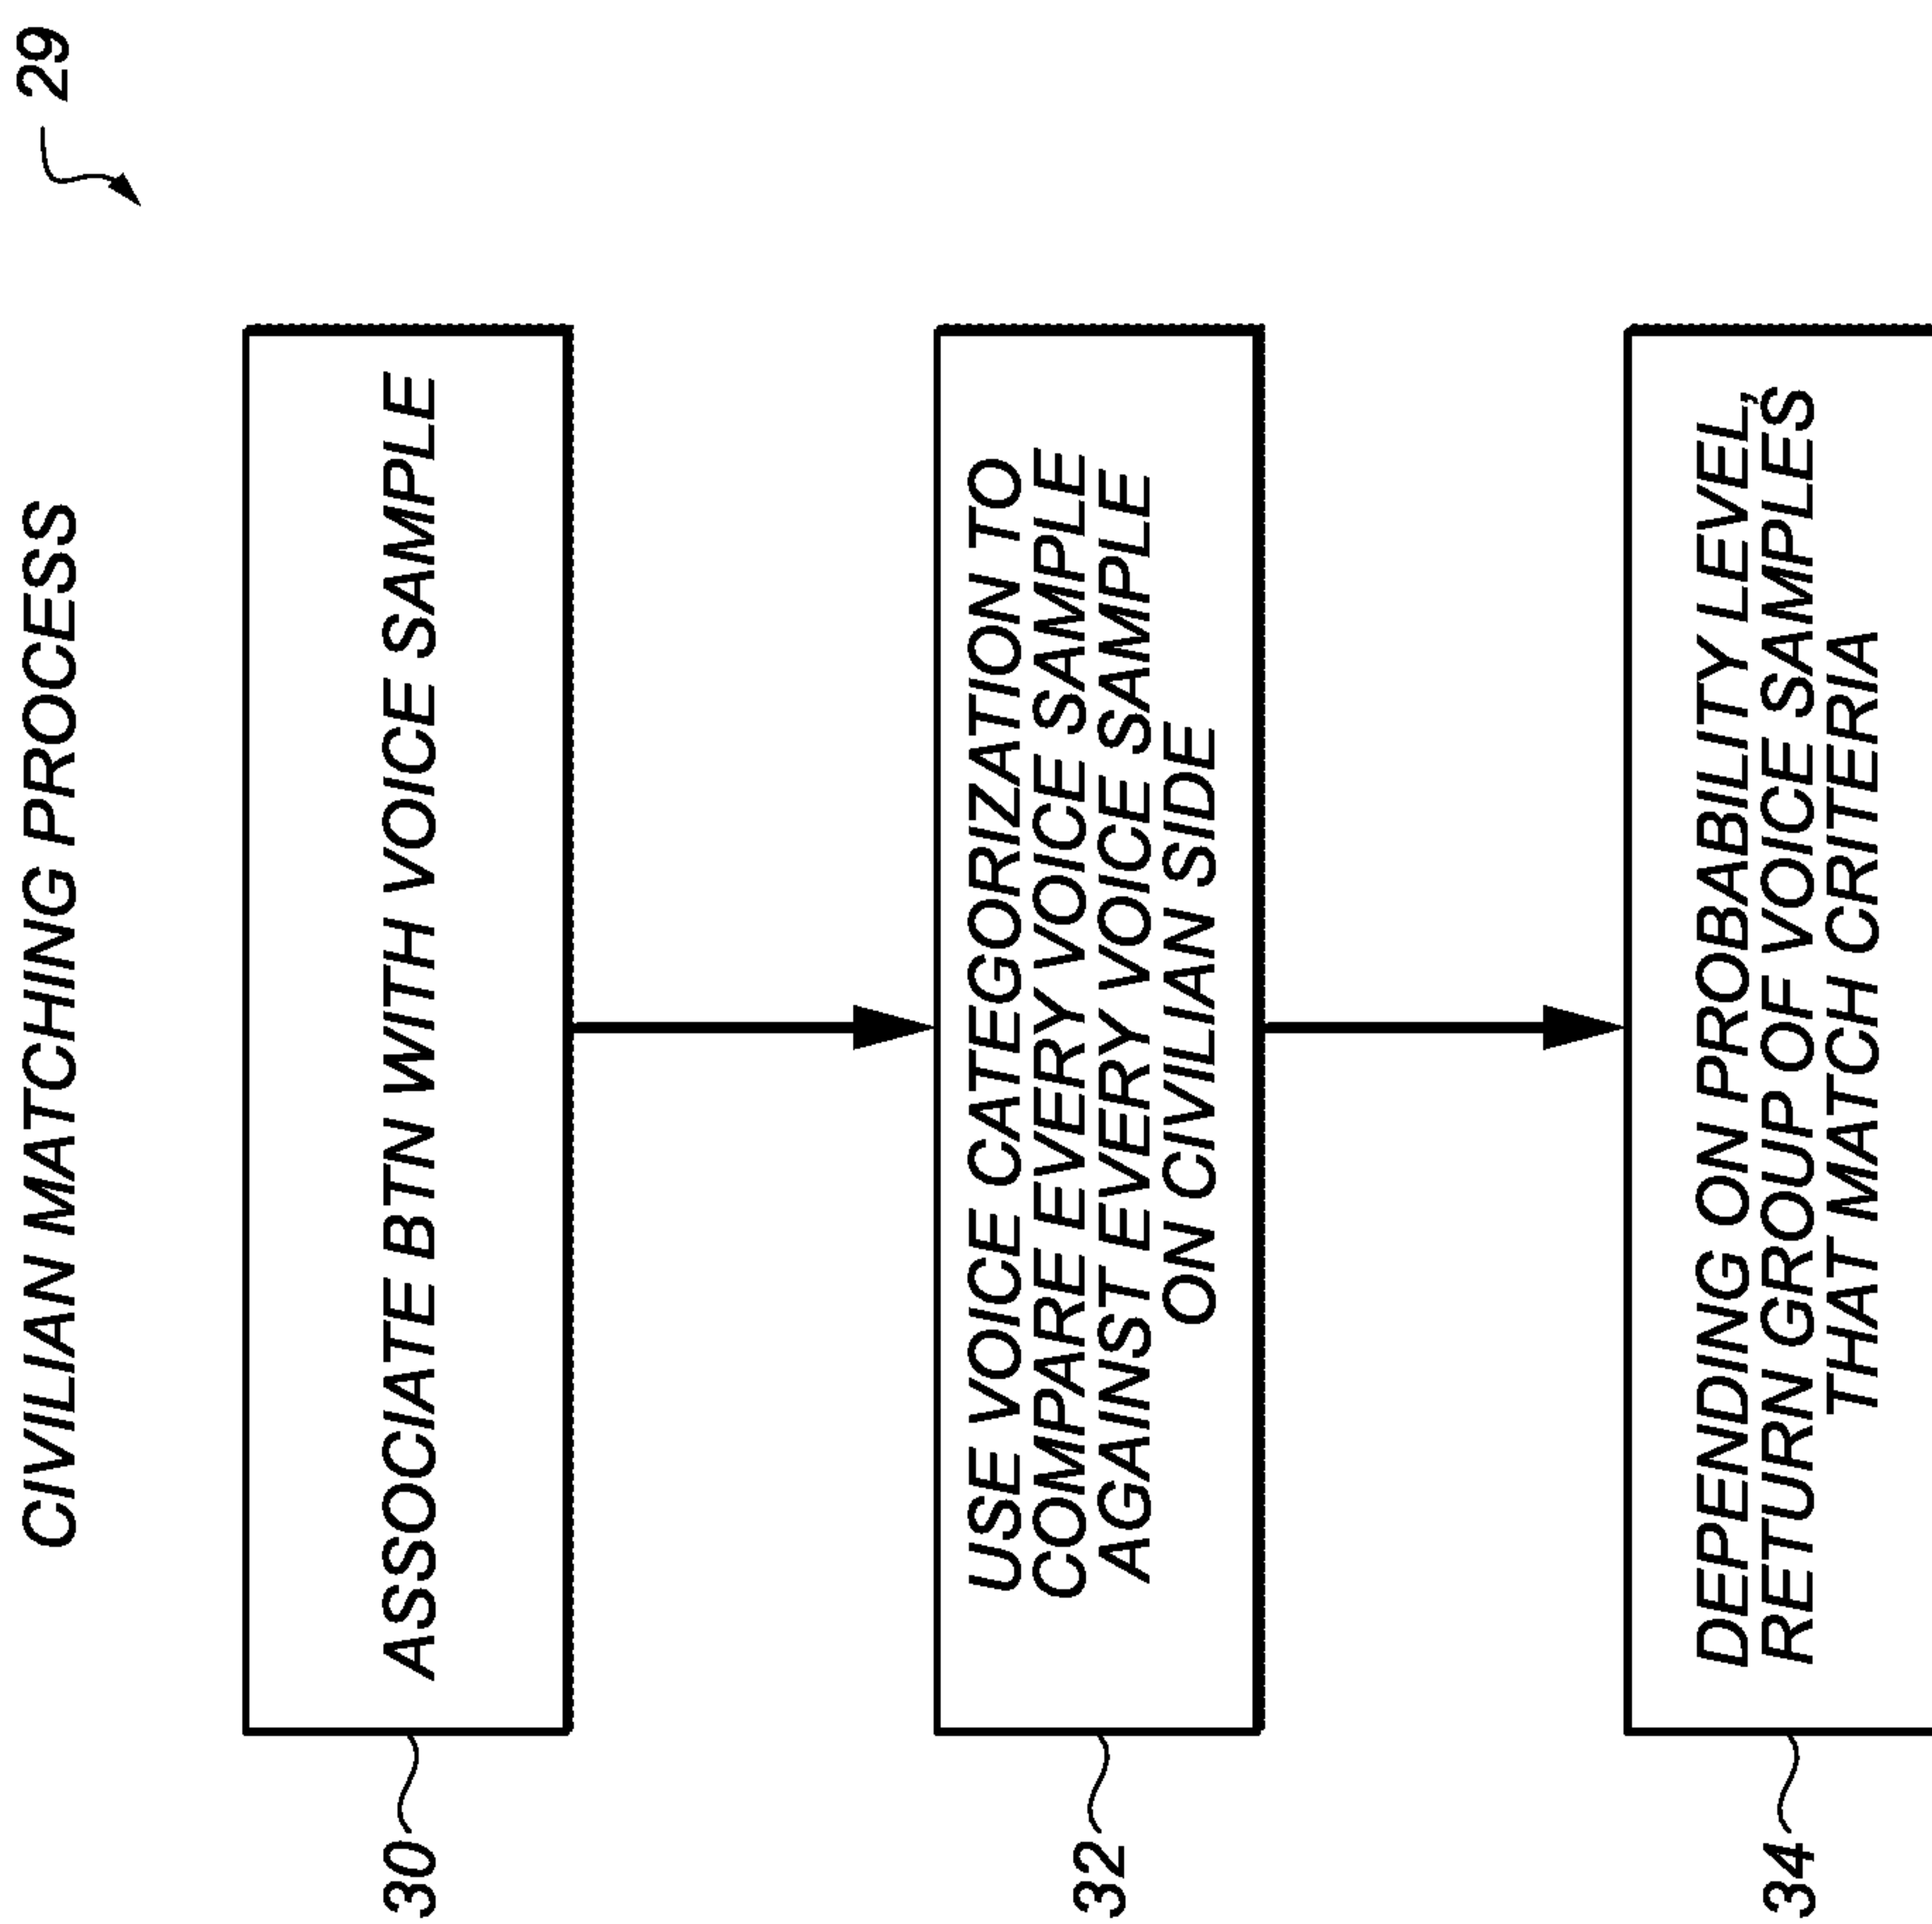 29
CIVILIAN MATCHING PROCESS
30
ASSOCIATE BTN WITH VOICE SAMPLE
32
USE VOICE CATEGORIZATION TO
COMPARE EVERY VOICE SAMPLE
AGAINST EVERY VOICE SAMPLE
ON CIVILIAN SIDE
34
DEPENDING ON PROBABILITY LEVEL,
RETURN GROUP OF VOICE SAMPLES
THAT MATCH CRITERIA